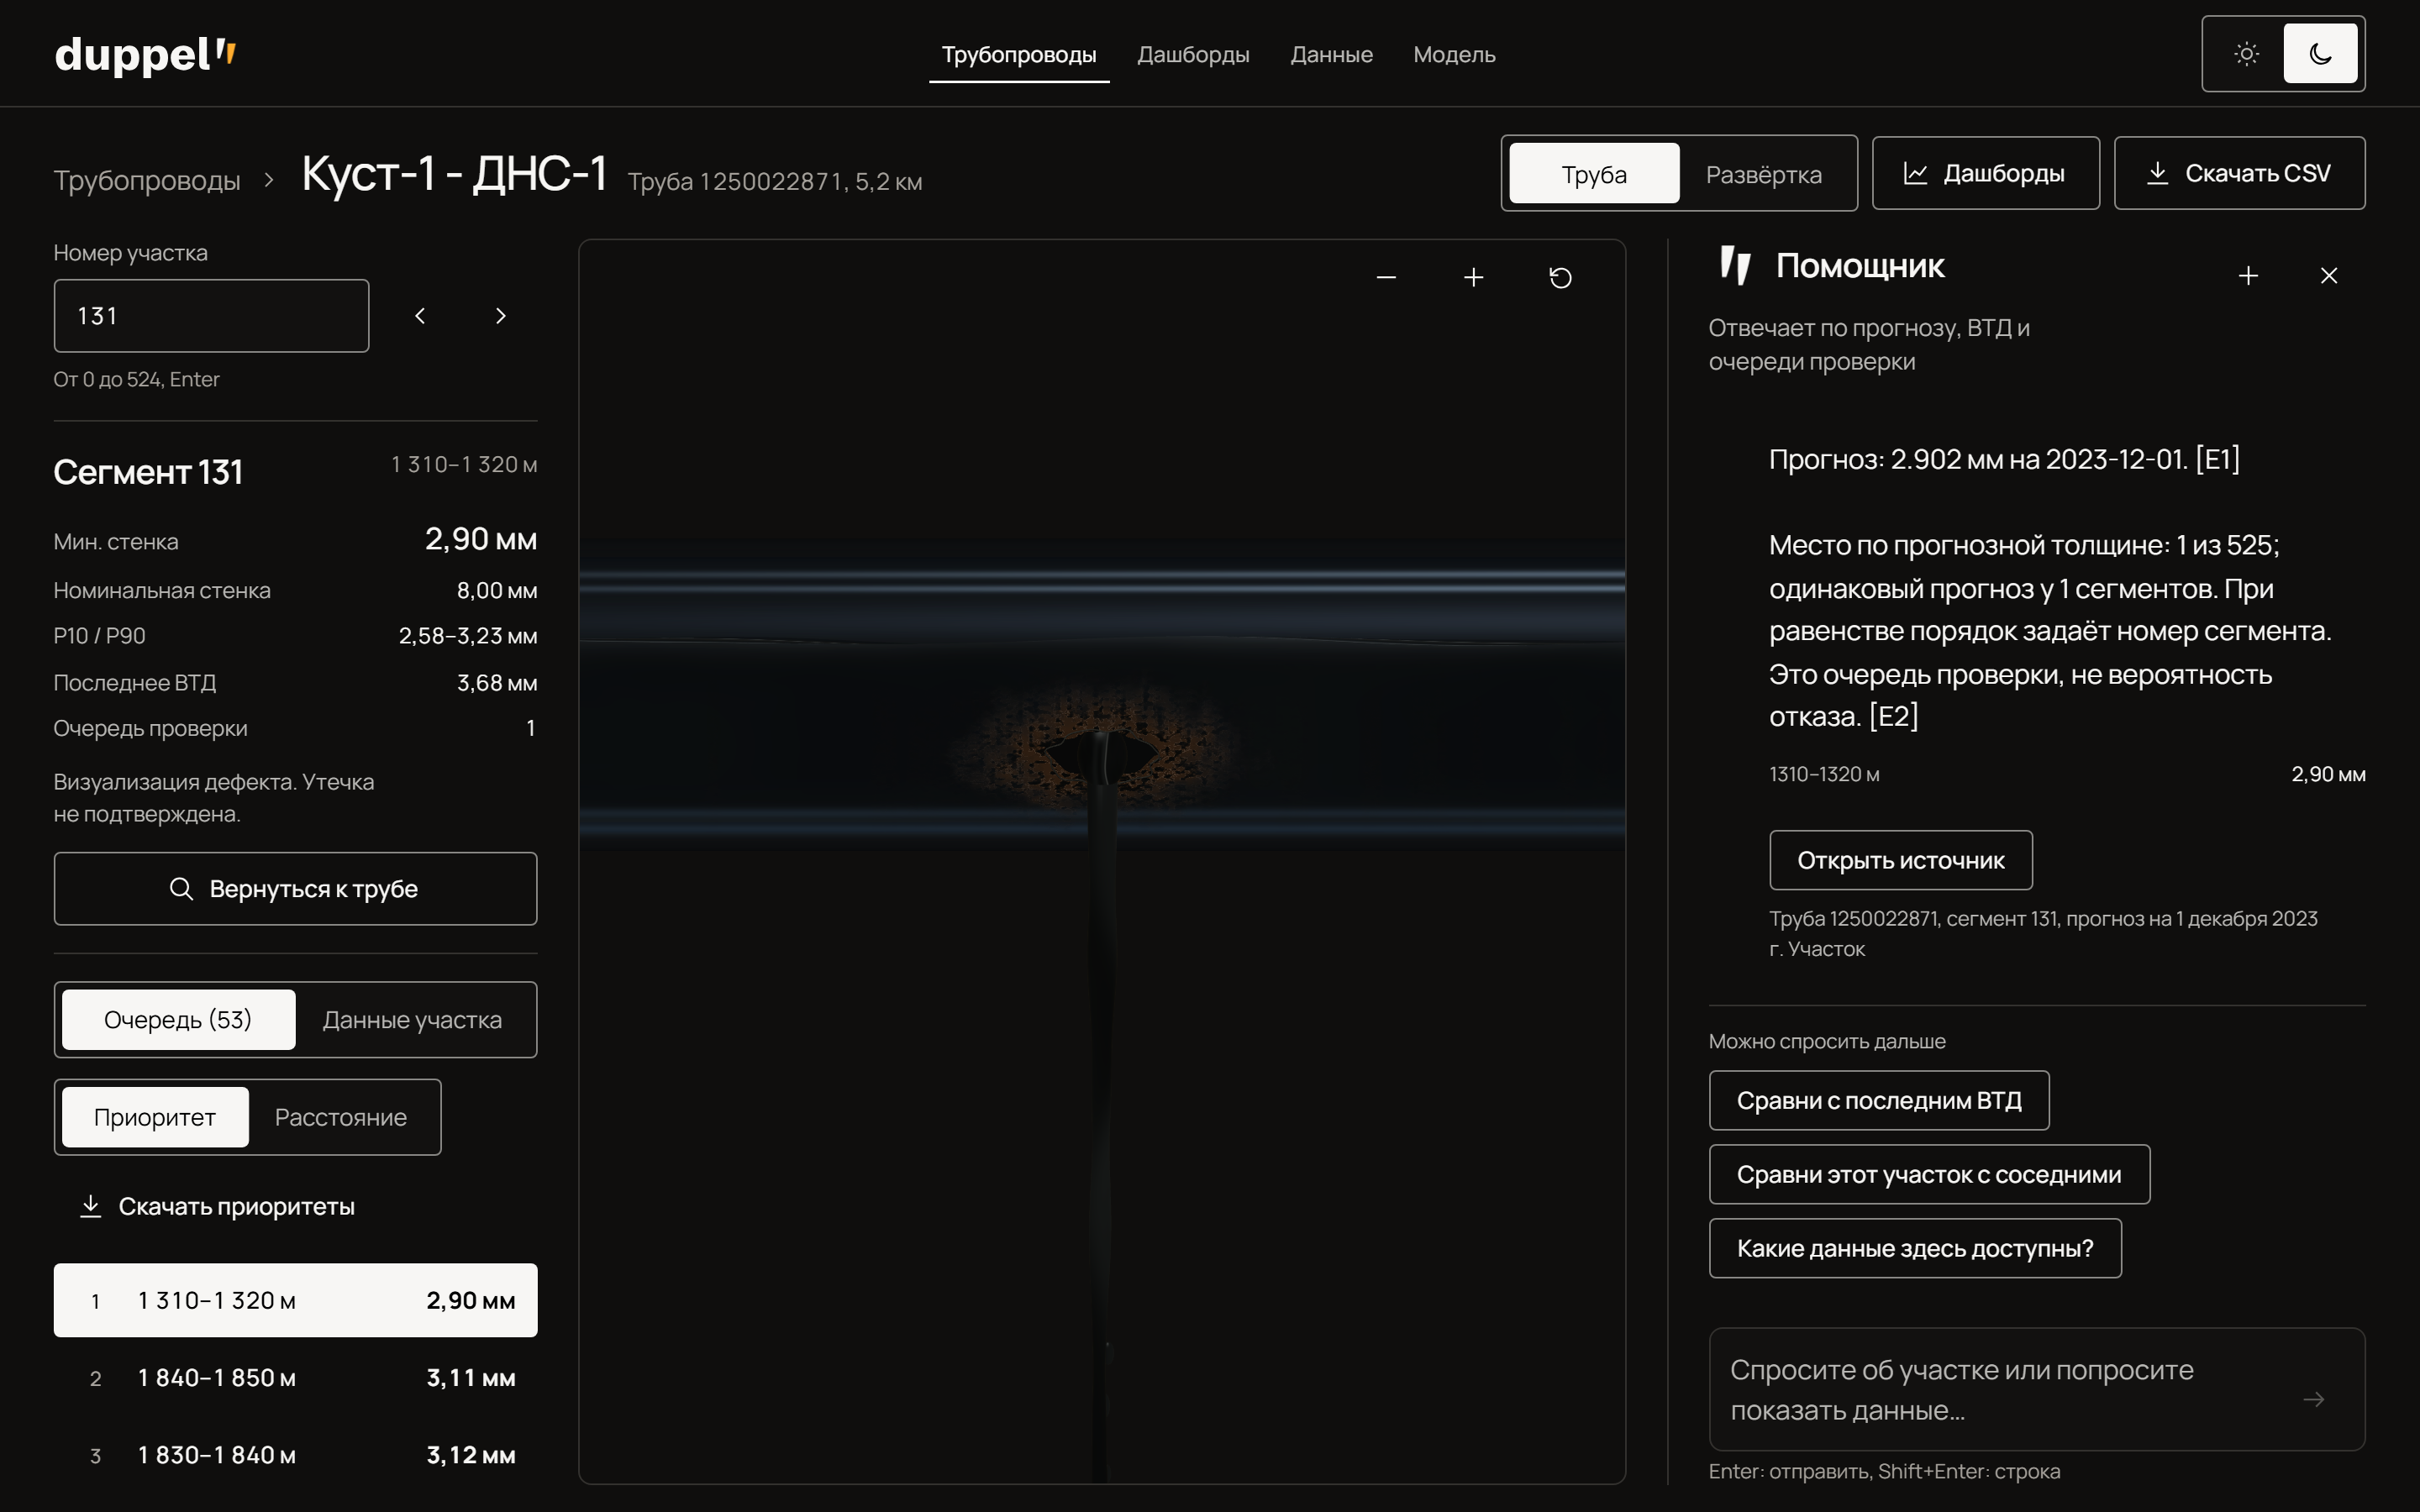 duppel
Трубопроводы Дашборды Данные Модель
Трубопроводы > Куст-1 - ДНС-1 Труба 1250022871, 5,2 км
Труба Развёртка Дашборды Скачать CSV
Номер участка
131
От 0 до 524, Enter
Сегмент 131 1 310–1 320 м
Мин. стенка 2,90 мм
Номинальная стенка 8,00 мм
P10 / P90 2,58–3,23 мм
Последнее ВТД 3,68 мм
Очередь проверки 1
Визуализация дефекта. Утечка
не подтверждена.
Вернуться к трубе
Очередь (53) Данные участка
Приоритет Расстояние
Скачать приоритеты
1 1 310–1 320 м 2,90 мм
2 1 840–1 850 м 3,11 мм
3 1 830–1 840 м 3,12 мм
Помощник
Отвечает по прогнозу, ВТД и
очереди проверки
Прогноз: 2.902 мм на 2023-12-01. [E1]
Место по прогнозной толщине: 1 из 525;
одинаковый прогноз у 1 сегментов. При
равенстве порядок задаёт номер сегмента.
Это очередь проверки, не вероятность
отказа. [E2]
1310–1320 м 2,90 мм
Открыть источник
Труба 1250022871, сегмент 131, прогноз на 1 декабря 2023
г. Участок
Можно спросить дальше
Сравни с последним ВТД
Сравни этот участок с соседними
Какие данные здесь доступны?
Спросите об участке или попросите
показать данные...
Enter: отправить, Shift+Enter: строка